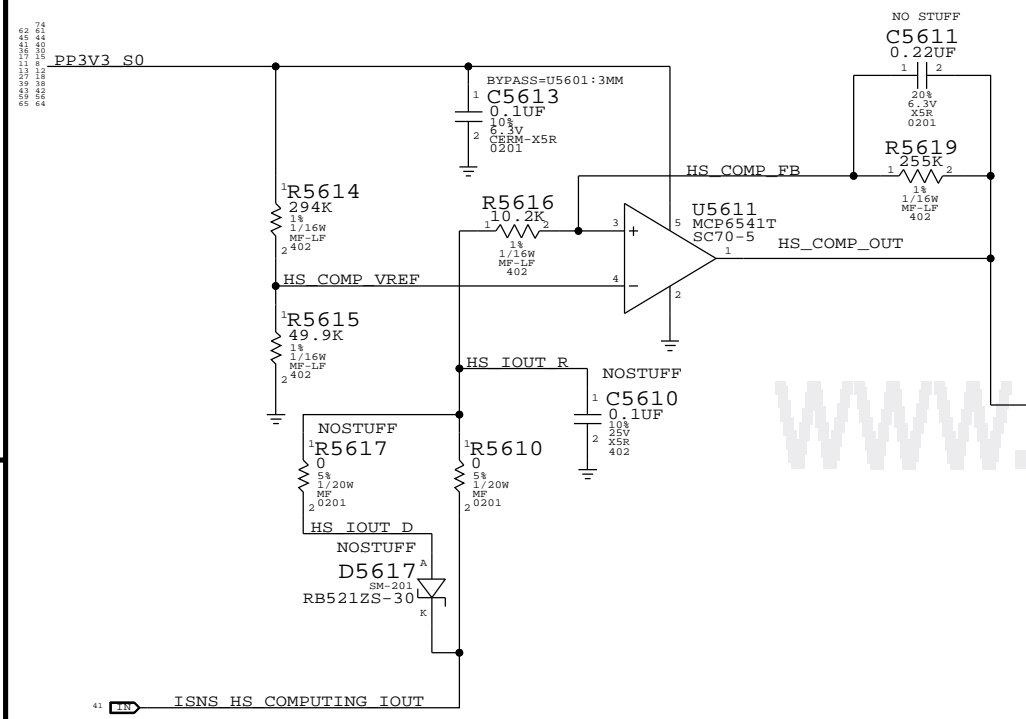 74
62 61
45 44
41 40
36 30
17 15
11 8
13 12
27 18
39 38
43 42
59 56
65 64
PP3V3_S0
BYPASS=U5601:3MM
1
C5613
0.1UF
10%
6.3V
2
CERM-X5R
0201
NO STUFF
C5611
0.22UF
1 2
20%
6.3V
X5R
0201
R5619
255K
1 2
1%
1/16W
MF-LF
402
HS_COMP_FB
1
R5614
294K
1%
1/16W
MF-LF
2 402
R5616
10.2K
1 2
1%
1/16W
MF-LF
402
3 +
4 −
5
U5611
MCP6541T
SC70-5
1
2
HS_COMP_OUT
HS_COMP_VREF
1
R5615
49.9K
1%
1/16W
MF-LF
2 402
HS_IOUT_R
NOSTUFF
1
C5610
0.1UF
10%
25V
2
X5R
402
NOSTUFF
1
R5617
0
5%
1/20W
MF
2 0201
1
R5610
0
5%
1/20W
MF
2 0201
HS_IOUT_D
NOSTUFF
D5617
A
SM-201
RB521ZS-30
K
41 IN
ISNS_HS_COMPUTING_IOUT
www.